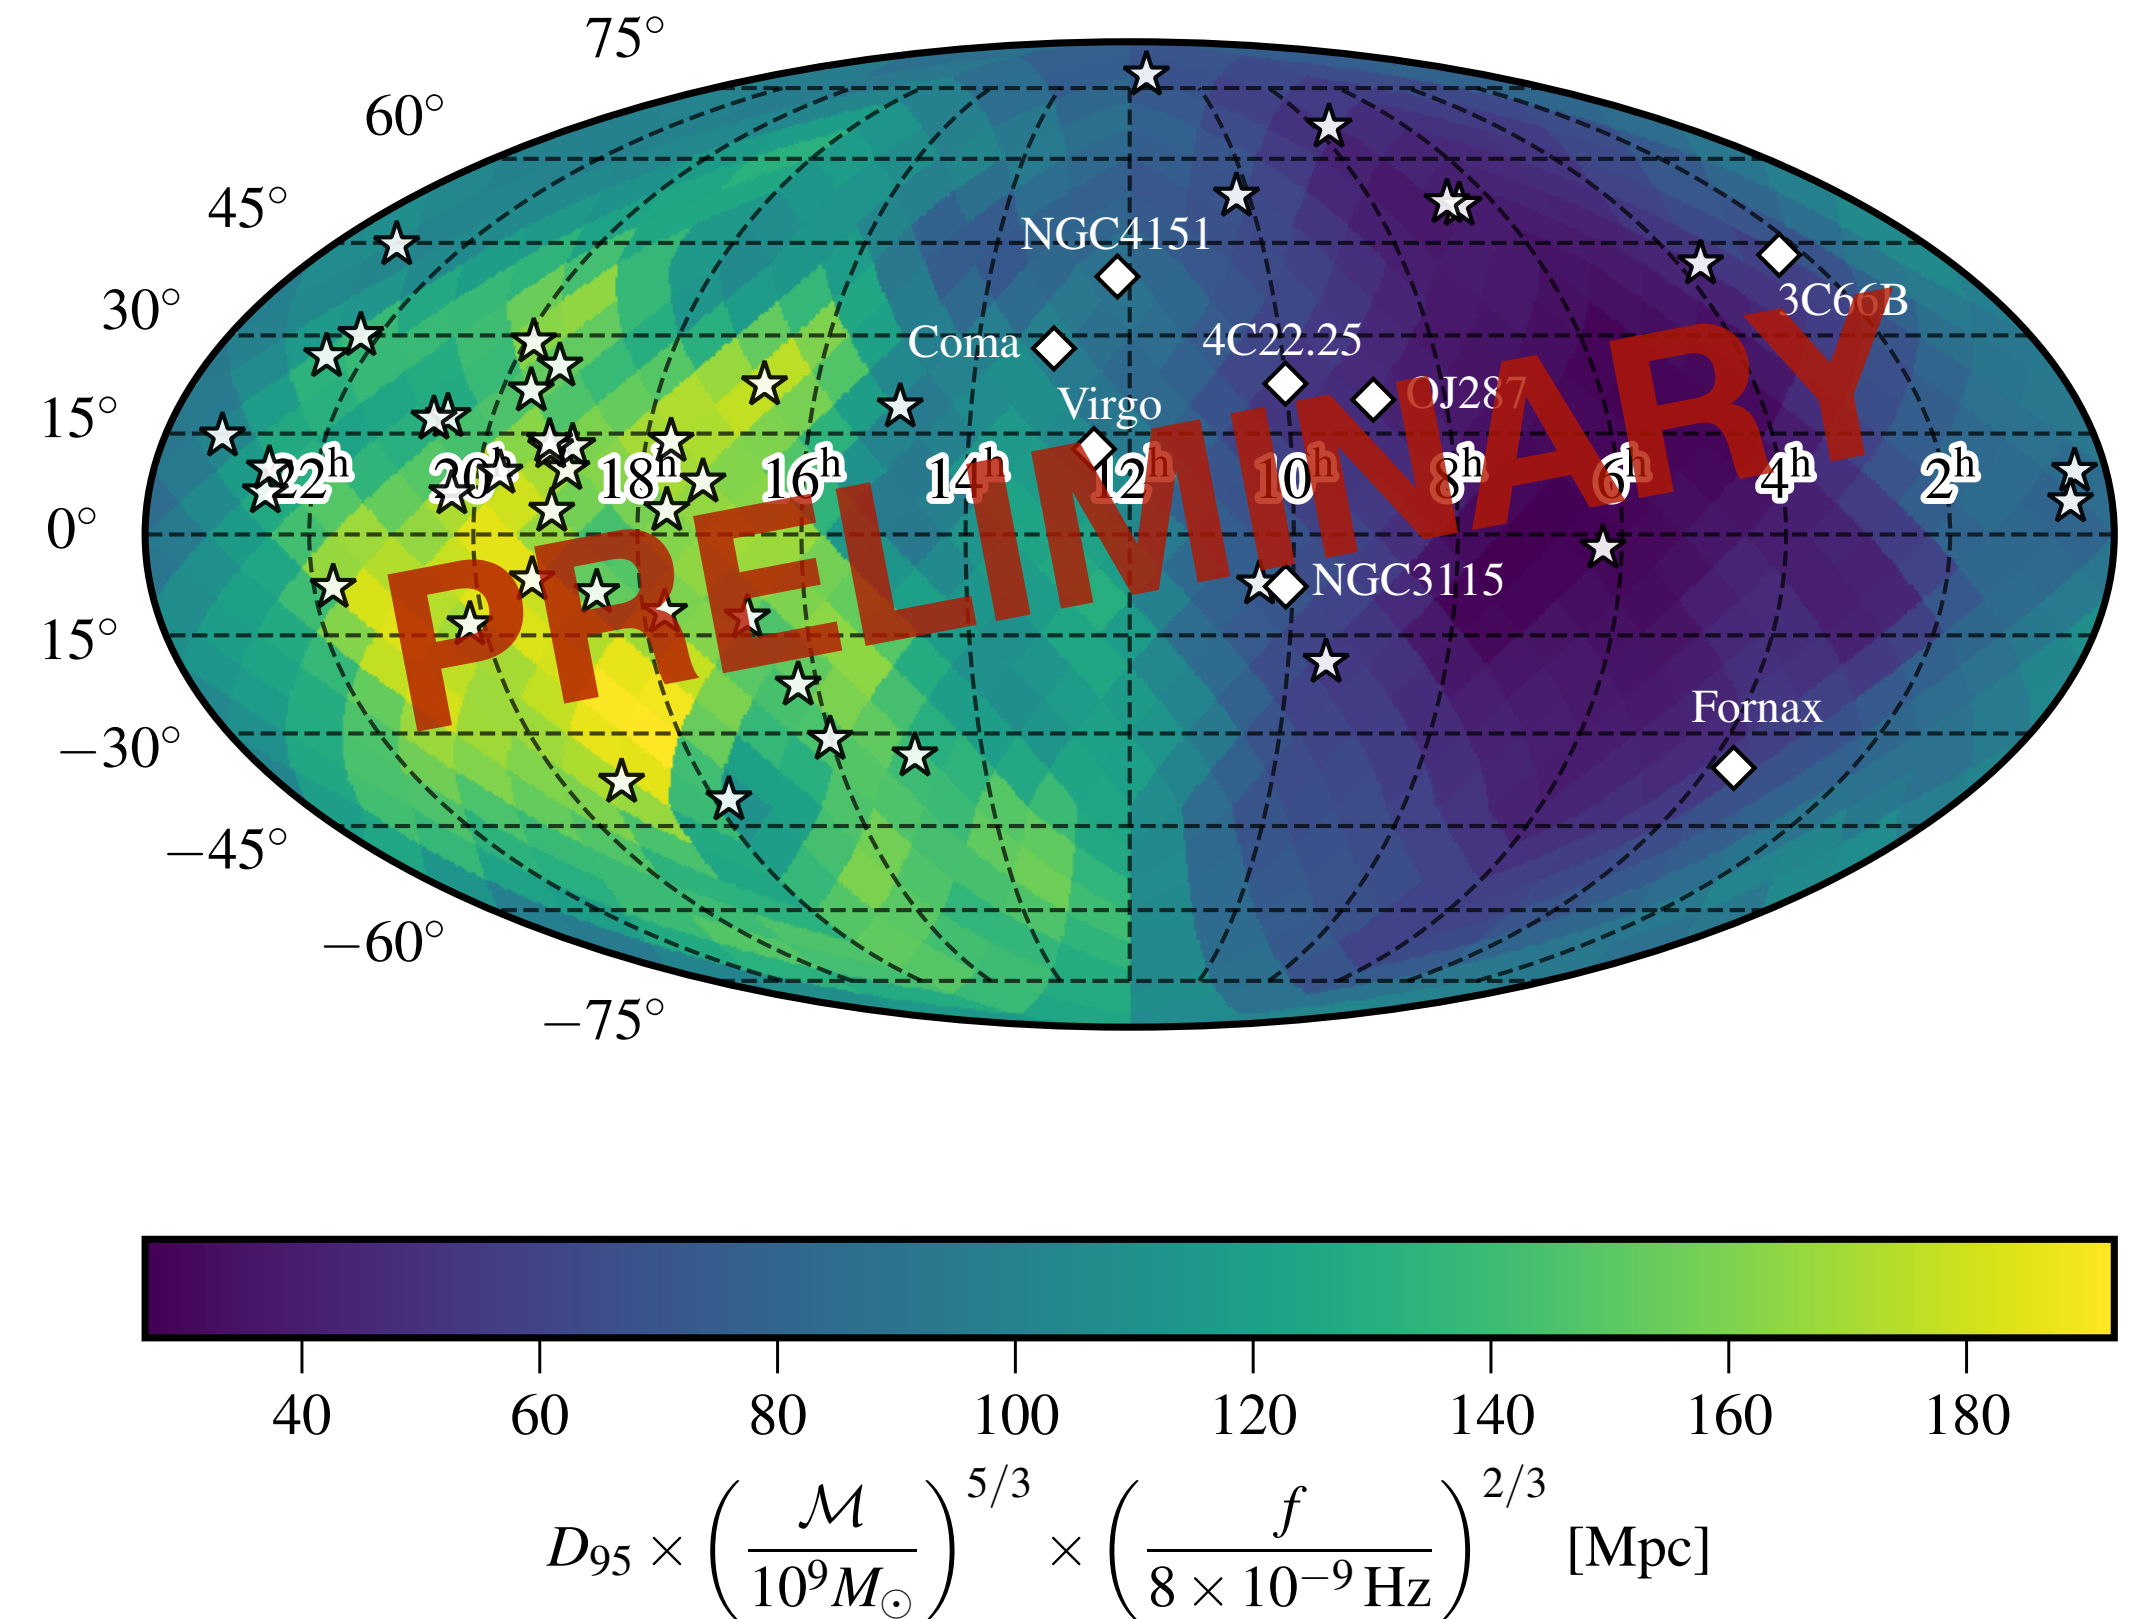 75°
60°
45°
30°
15°
0°
15°
−30°
−45°
−60°
−75°
NGC4151
Coma
4C22.25
3C66B
Virgo
OJ287
22h 20h 18h 16h 14h 12h 10h 8h 6h 4h 2h
PRELIMINARY
NGC3115
Fornax
40 60 80 100 120 140 160 180
D₉₅ × (ℳ / 10⁹M☉)^5/3 × (f / 8 × 10⁻⁹ Hz)^2/3 [Mpc]